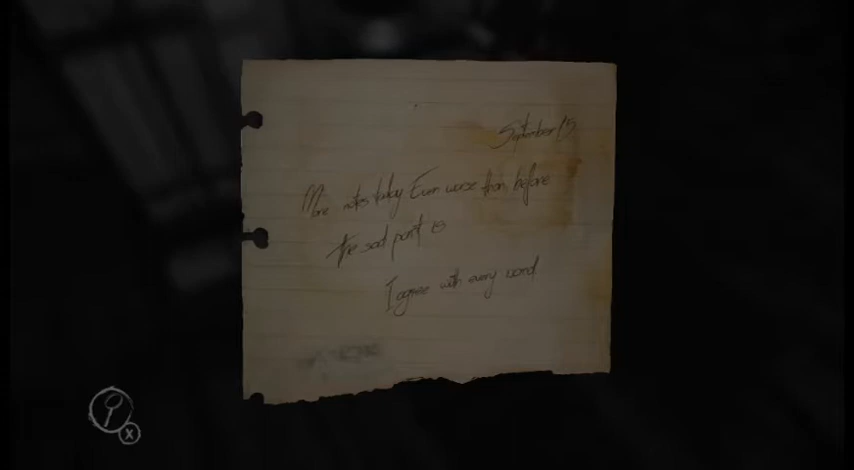 September 15
More notes today Even worse than before
the sad part is
I agree with every word
X